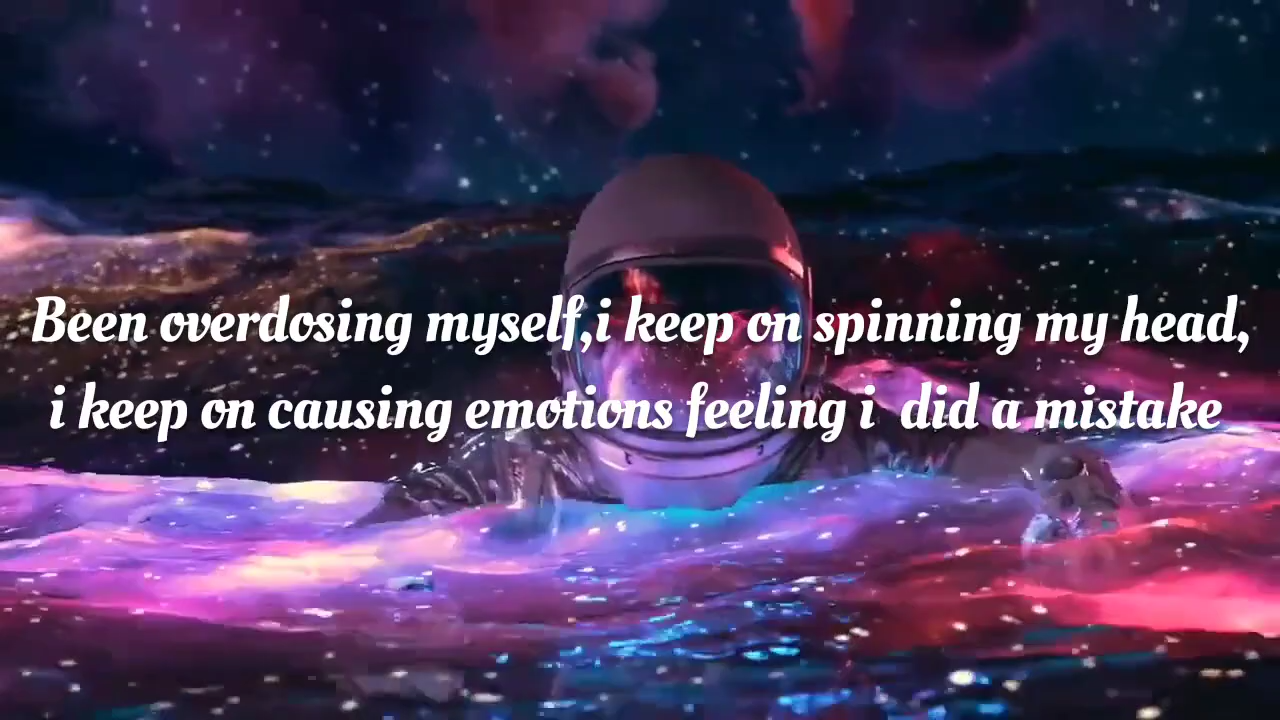 Been overdosing myself,i keep on spinning my head,
i keep on causing emotions feeling i  did a mistake